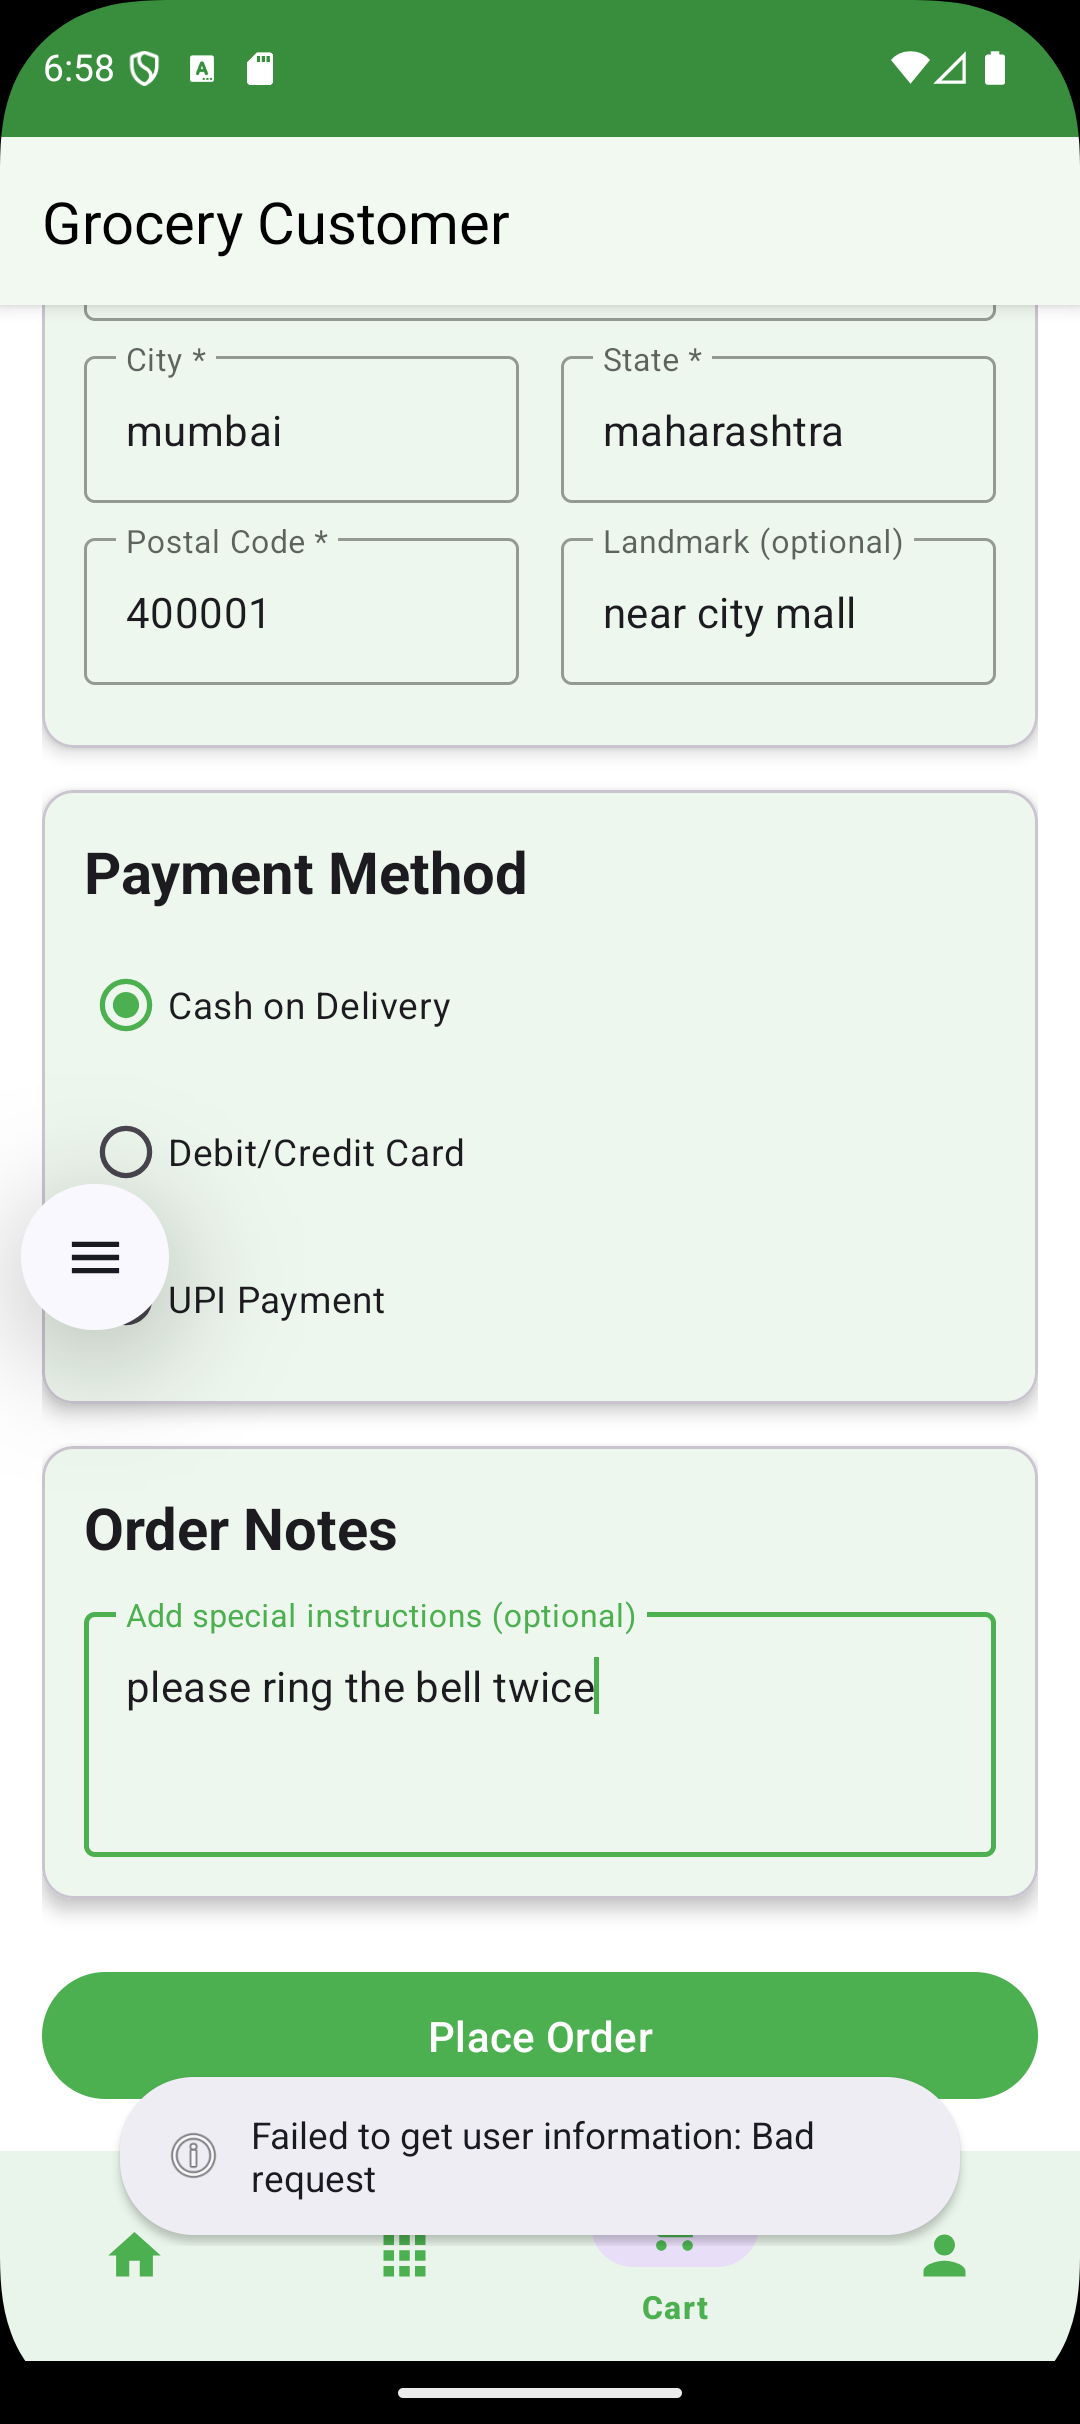 6:58
Grocery Customer
City *
State *
mumbai
maharashtra
Postal Code *
Landmark (optional)
400001
near city mall
Payment Method
Cash on Delivery
Debit/Credit Card
UPI Payment
Order Notes
Add special instructions (optional)
please ring the bell twice
Place Order
Failed to get user information: Bad
request
Cart